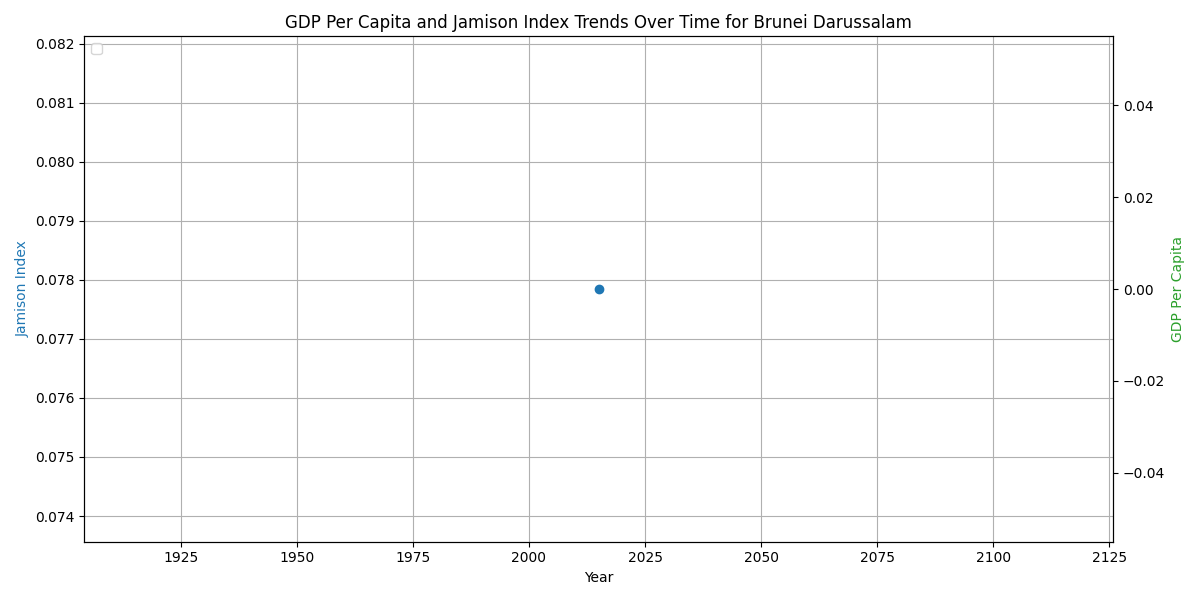 GDP Per Capita and Jamison Index Trends Over Time for Brunei Darussalam
0.082
0.081
0.080
0.079
0.078
0.077
0.076
0.075
0.074
Jamison Index
0.04
0.02
0.00
−0.02
−0.04
GDP Per Capita
1925 1950 1975 2000 2025 2050 2075 2100 2125
Year